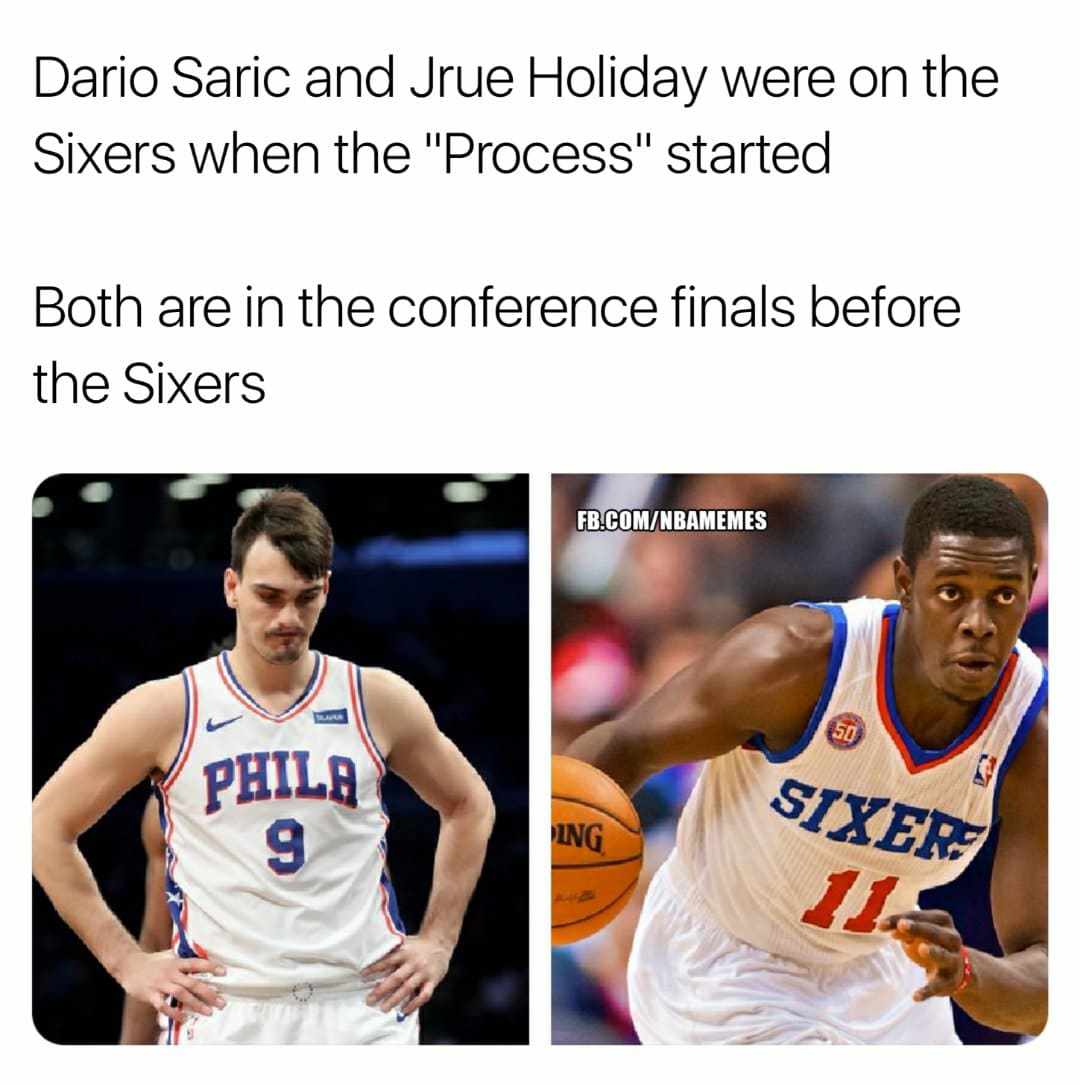 Dario Saric and Jrue Holiday were on the
Sixers when the "Process" started
Both are in the conference finals before
the Sixers
FB.COM/NBAMEMES
PHILA
9
50
SIXERS
11
ING